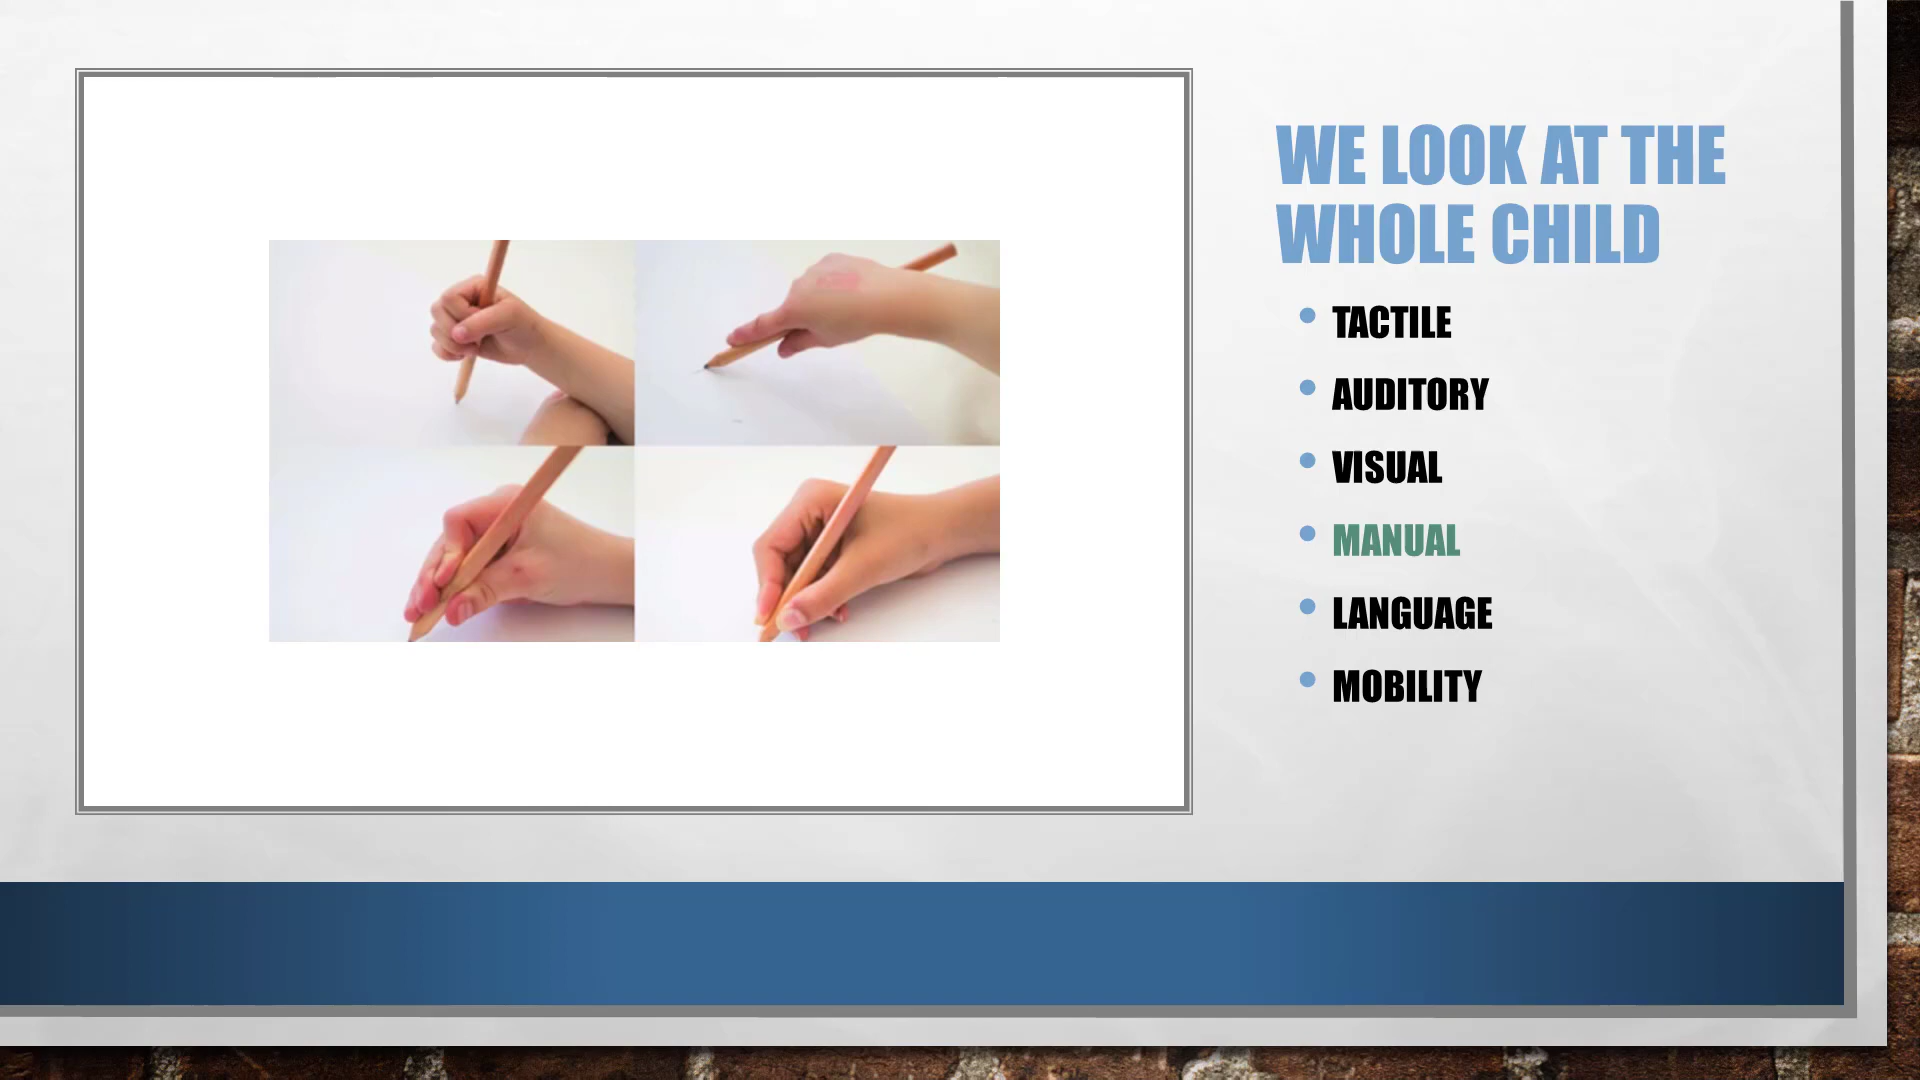 WE LOOK AT THE
WHOLE CHILD
• TACTILE
• AUDITORY
• VISUAL
• MANUAL
• LANGUAGE
• MOBILITY